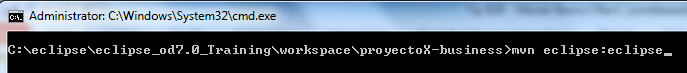 Administrator: C:\Windows\System32\cmd.exe
C:\eclipse\eclipse_od7.0_Training\workspace\proyectoX-business>mvn eclipse:eclipse_